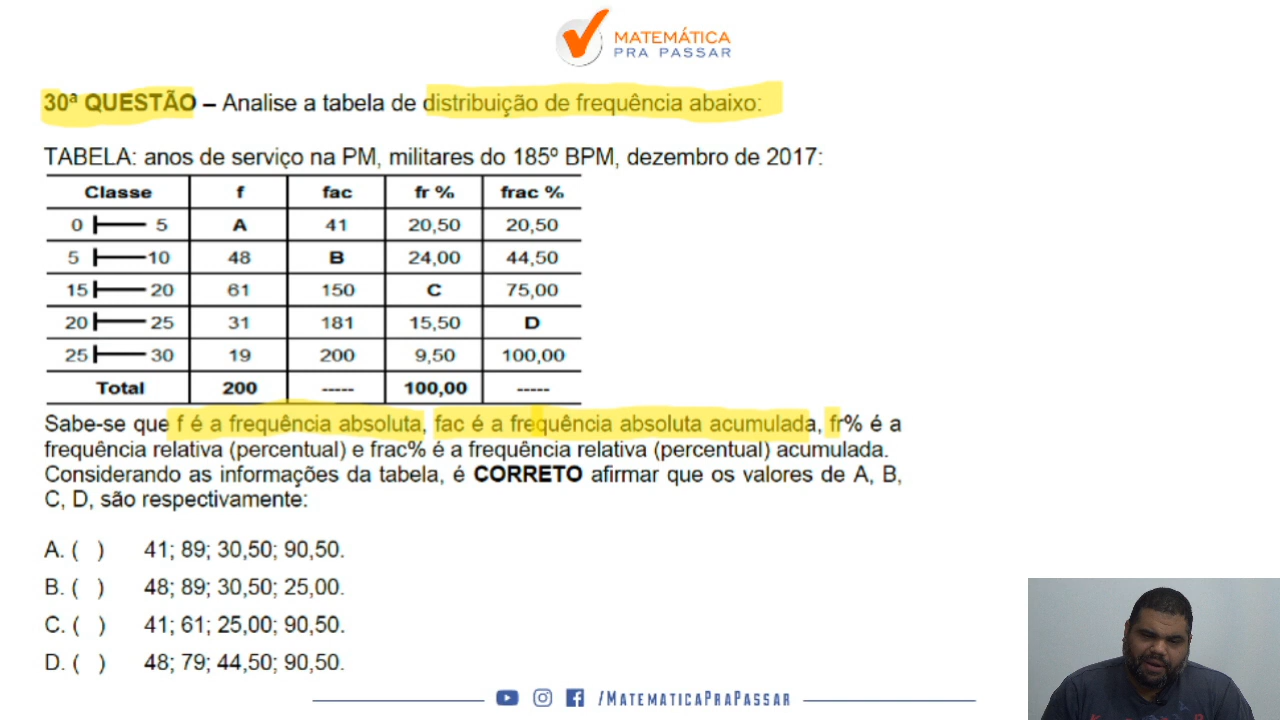 MATEMÁTICA
PRA PASSAR
30ª QUESTÃO – Analise a tabela de distribuição de frequência abaixo:
TABELA: anos de serviço na PM, militares do 185º BPM, dezembro de 2017:
Classe f fac fr % frac %
0 5 A 41 20,50 20,50
5 10 48 B 24,00 44,50
15 20 61 150 C 75,00
20 25 31 181 15,50 D
25 30 19 200 9,50 100,00
Total 200 ----- 100,00 -----
Sabe-se que f é a frequência absoluta, fac é a frequência absoluta acumulada, fr% é a
frequência relativa (percentual) e frac% é a frequência relativa (percentual) acumulada.
Considerando as informações da tabela, é CORRETO afirmar que os valores de A, B,
C, D, são respectivamente:
A. ( ) 41; 89; 30,50; 90,50.
B. ( ) 48; 89; 30,50; 25,00.
C. ( ) 41; 61; 25,00; 90,50.
D. ( ) 48; 79; 44,50; 90,50.
/MATEMATICAPRAPASSAR